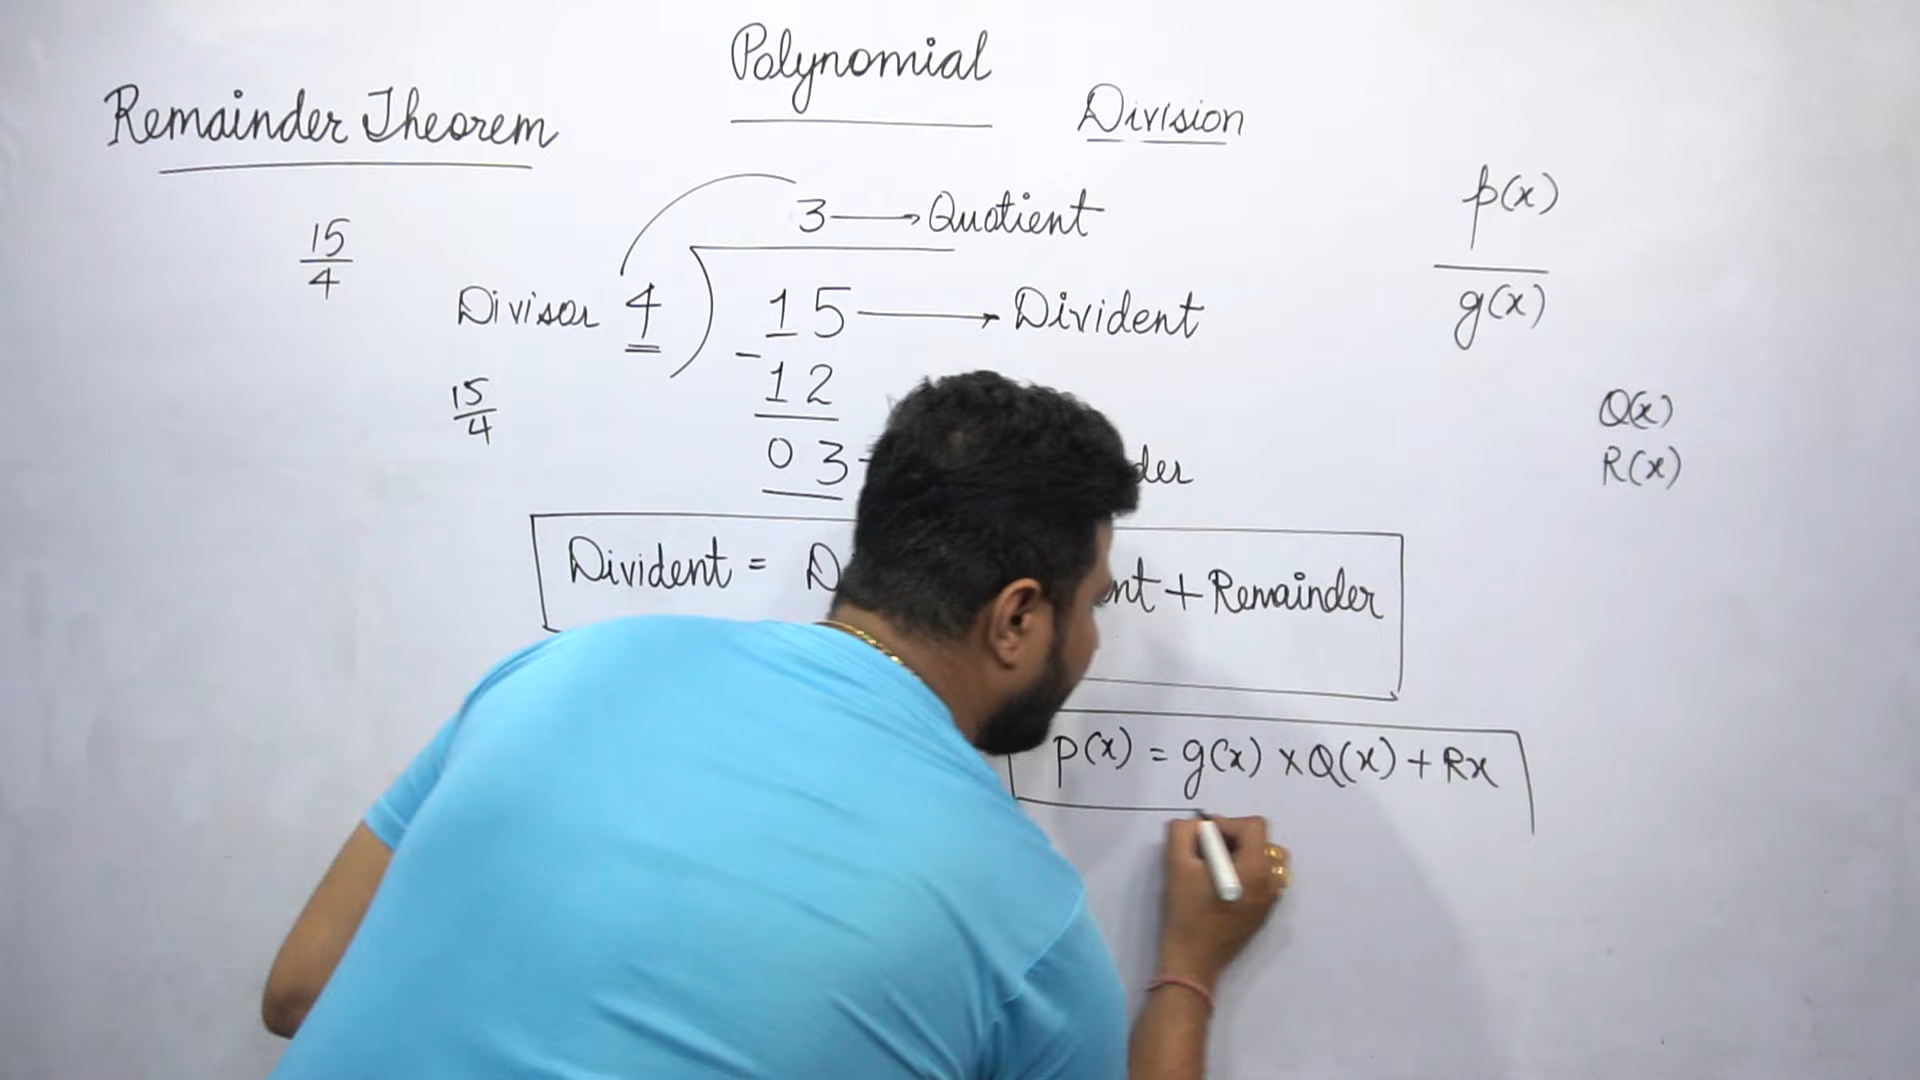 Polynomial
Remainder Theorem
Division
15
4
3 → Quotient
p(x)
g(x)
Divisor 4 ) 15 → Divident
- 12
15
4
03
Q(x)
R(x)
Divident = + Remainder
p(x) = g(x) × Q(x) + Rx